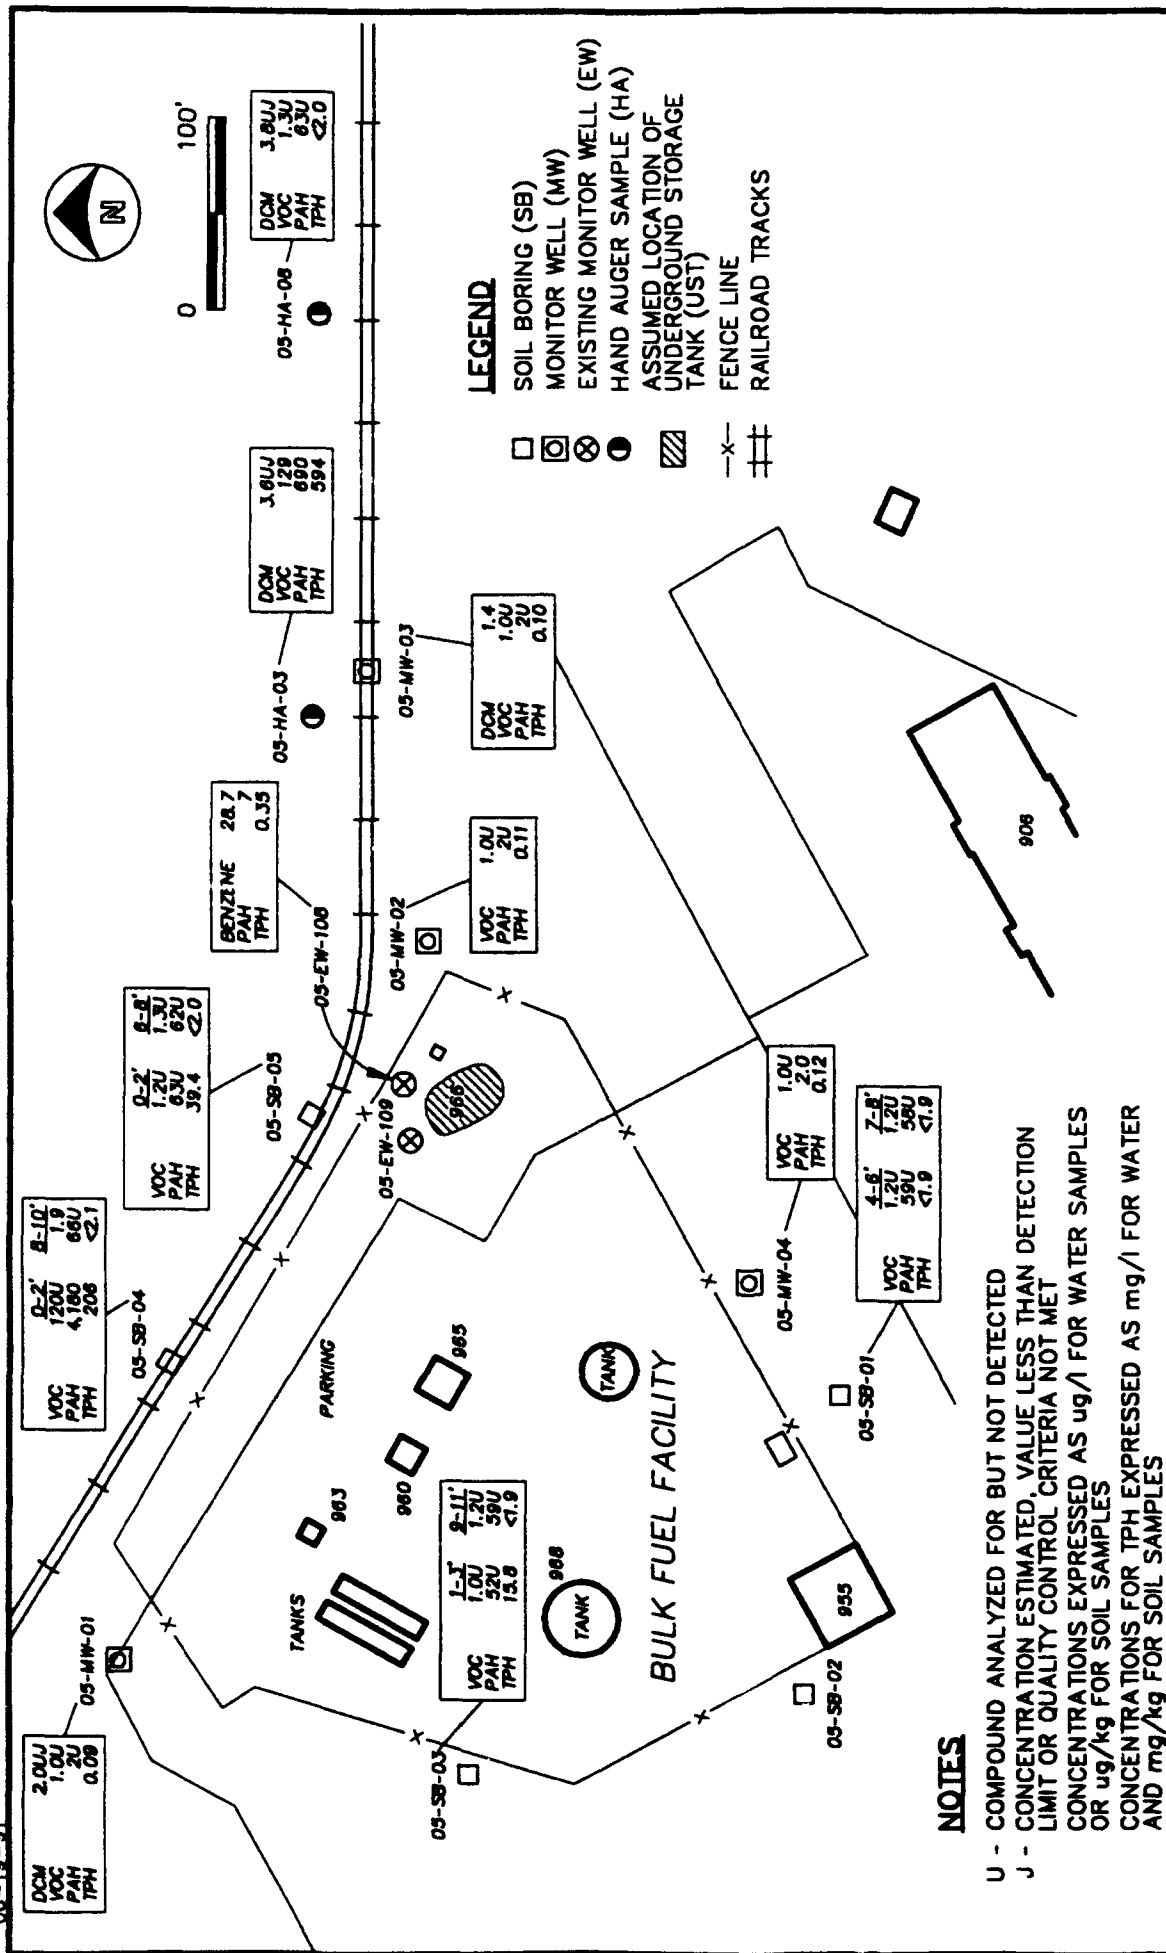 DCM 2.0UJ
VOC 1.0U
PAH 2U
TPH 0.09
05-MW-01
0-2' 8-10'
VOC 120U 1.9
PAH 4,160 66U
TPH 206 <2.1
05-SB-04
0-2' 6-8'
VOC 1.2U 1.3U
PAH 63U 62U
TPH 39.4 <2.0
05-SB-05
BENZENE 28.7
PAH 7
TPH 0.35
05-EW-108
05-EW-109
DCM 3.6UJ
VOC 129
PAH 690
TPH 594
05-HA-03
DCM 3.8UJ
VOC 1.3U
PAH 63U
TPH <2.0
05-HA-08
N
0 100'
05-MW-02
VOC 1.0U
PAH 2U
TPH 0.11
05-MW-03
DCM 1.4
VOC 1.0U
PAH 2U
TPH 0.10
TANKS
963
960
PARKING
965
966
1-3' 9-11'
VOC 1.0U 1.2U
PAH 52U 59U
TPH 15.8 <1.9
05-SB-03
TANK
968
TANK
BULK FUEL FACILITY
955
05-SB-02
05-SB-01
05-MW-04
VOC 1.0U
PAH 2.0
TPH 0.12
4-6' 7-8'
VOC 1.2U 1.2U
PAH 59U 58U
TPH <1.9 <1.9
906
LEGEND
SOIL BORING (SB)
MONITOR WELL (MW)
EXISTING MONITOR WELL (EW)
HAND AUGER SAMPLE (HA)
ASSUMED LOCATION OF
UNDERGROUND STORAGE
TANK (UST)
FENCE LINE
RAILROAD TRACKS
NOTES
U - COMPOUND ANALYZED FOR BUT NOT DETECTED
J - CONCENTRATION ESTIMATED, VALUE LESS THAN DETECTION
LIMIT OR QUALITY CONTROL CRITERIA NOT MET
CONCENTRATIONS EXPRESSED AS ug/l FOR WATER SAMPLES
OR ug/kg FOR SOIL SAMPLES
CONCENTRATIONS FOR TPH EXPRESSED AS mg/l FOR WATER
AND mg/kg FOR SOIL SAMPLES